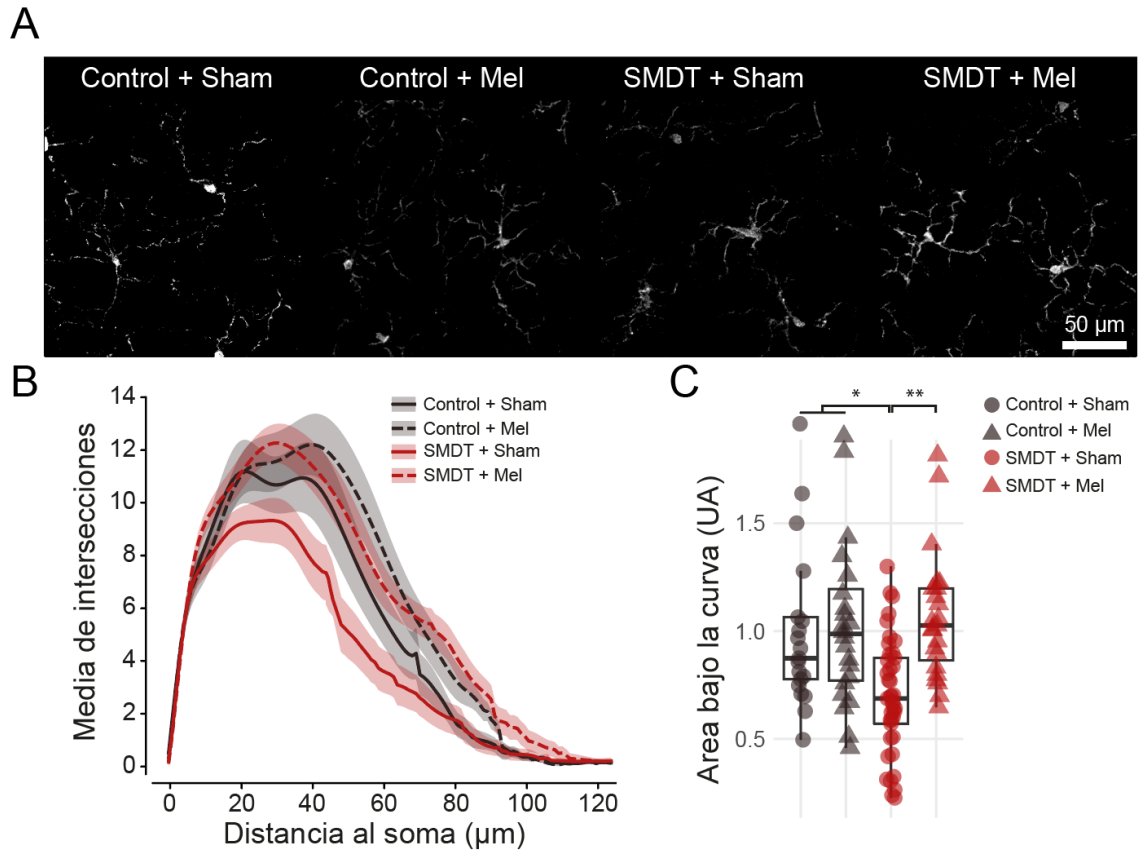 A
Control + Sham
Control + Mel
SMDT + Sham
SMDT + Mel
50 µm
B
14
12
10
8
6
4
2
0
Media de intersecciones
0 20 40 60 80 100 120
Distancia al soma (µm)
Control + Sham
Control + Mel
SMDT + Sham
SMDT + Mel
C
* **
1.5
1.0
0.5
Area bajo la curva (UA)
Control + Sham
Control + Mel
SMDT + Sham
SMDT + Mel